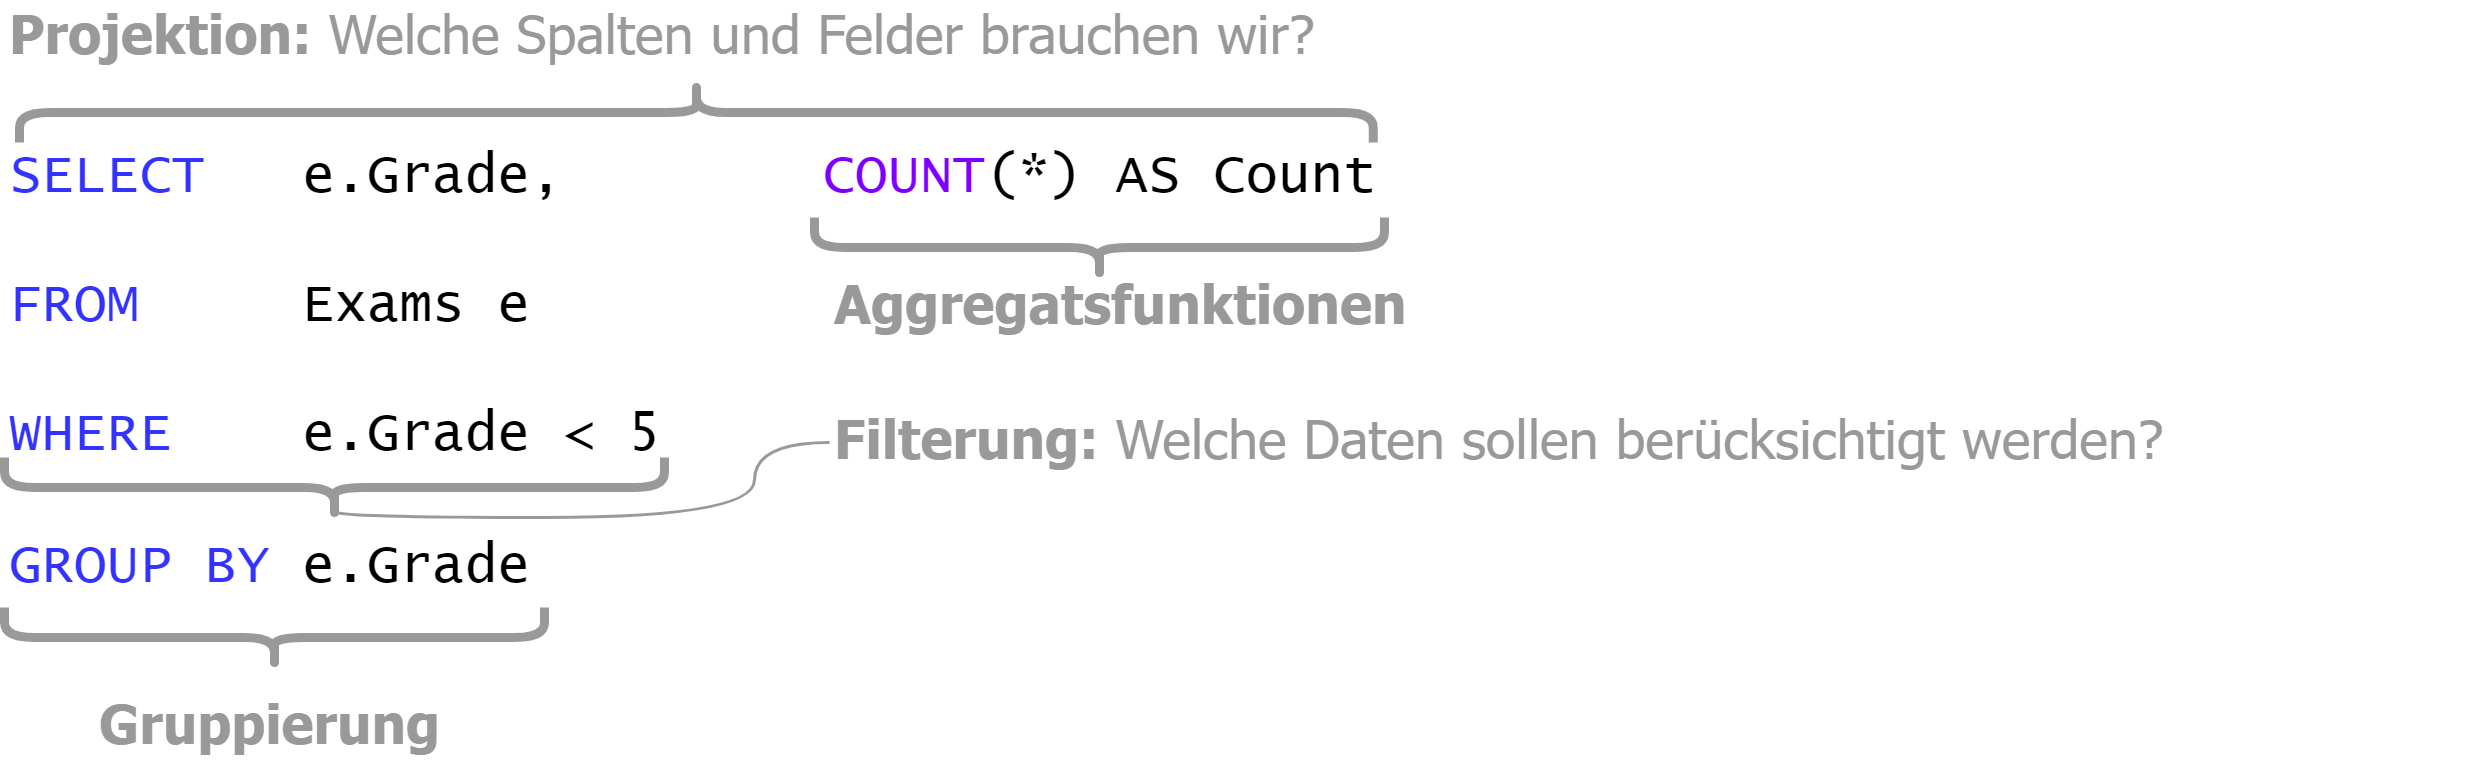 Projektion: Welche Spalten und Felder brauchen wir?
SELECT e.Grade, COUNT(*) AS Count
FROM Exams e
Aggregatsfunktionen
WHERE e.Grade < 5
Filterung: Welche Daten sollen berücksichtigt werden?
GROUP BY e.Grade
Gruppierung